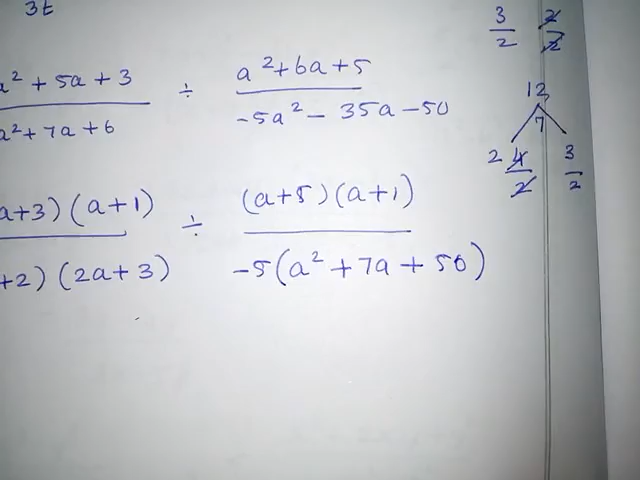 3t
3/2 2/2
a² + 5a + 3 / a² + 7a + 6 ÷ a² + 6a + 5 / -5a² - 35a - 50
12
7
2 4/2 3/2
a+3)(a+1) / +2)(2a+3) ÷ (a+5)(a+1) / -5(a² + 7a + 50)